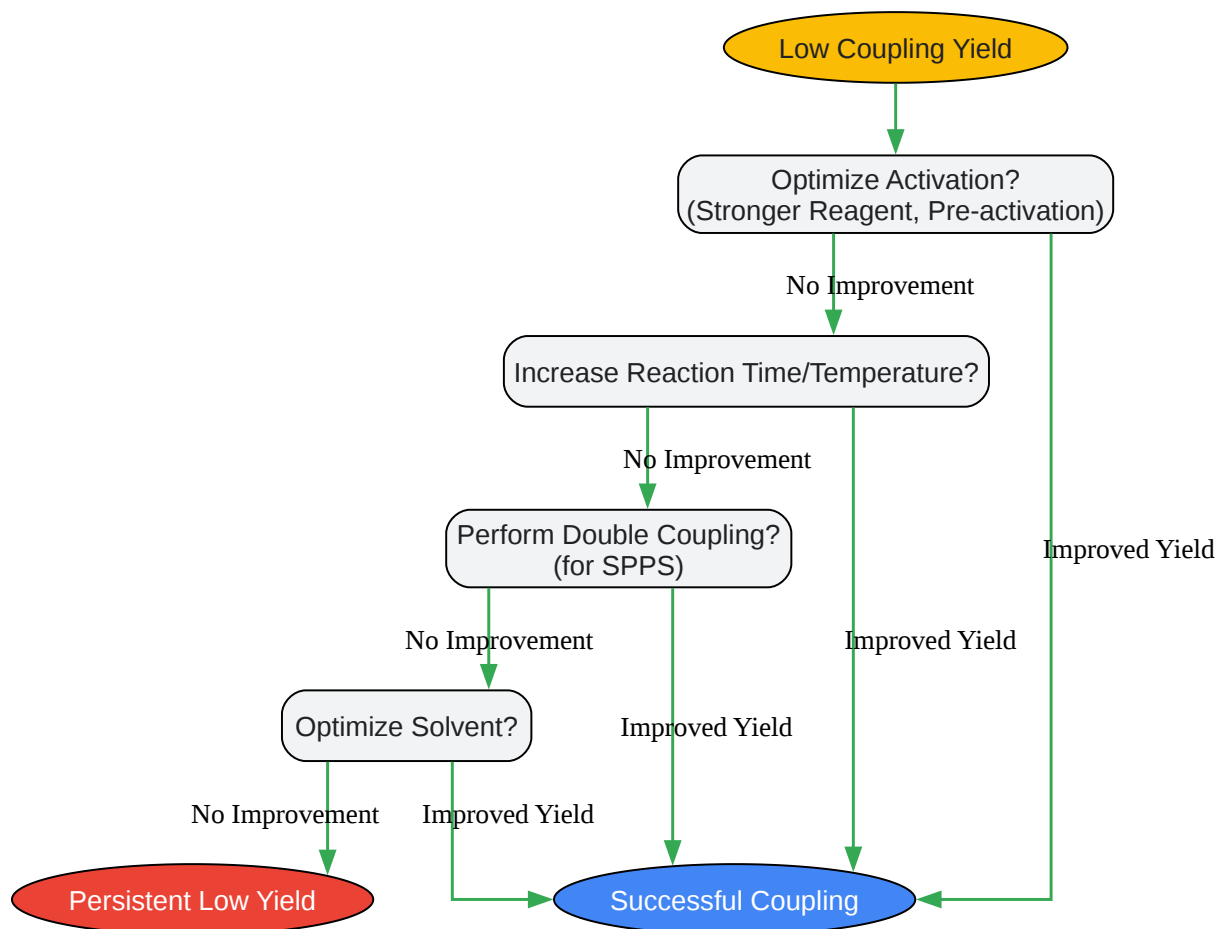 Low Coupling Yield
Optimize Activation?
(Stronger Reagent, Pre-activation)
No Improvement
Increase Reaction Time/Temperature?
No Improvement
Perform Double Coupling?
(for SPPS)
Improved Yield
No Improvement
Improved Yield
Optimize Solvent?
Improved Yield
No Improvement
Improved Yield
Persistent Low Yield
Successful Coupling